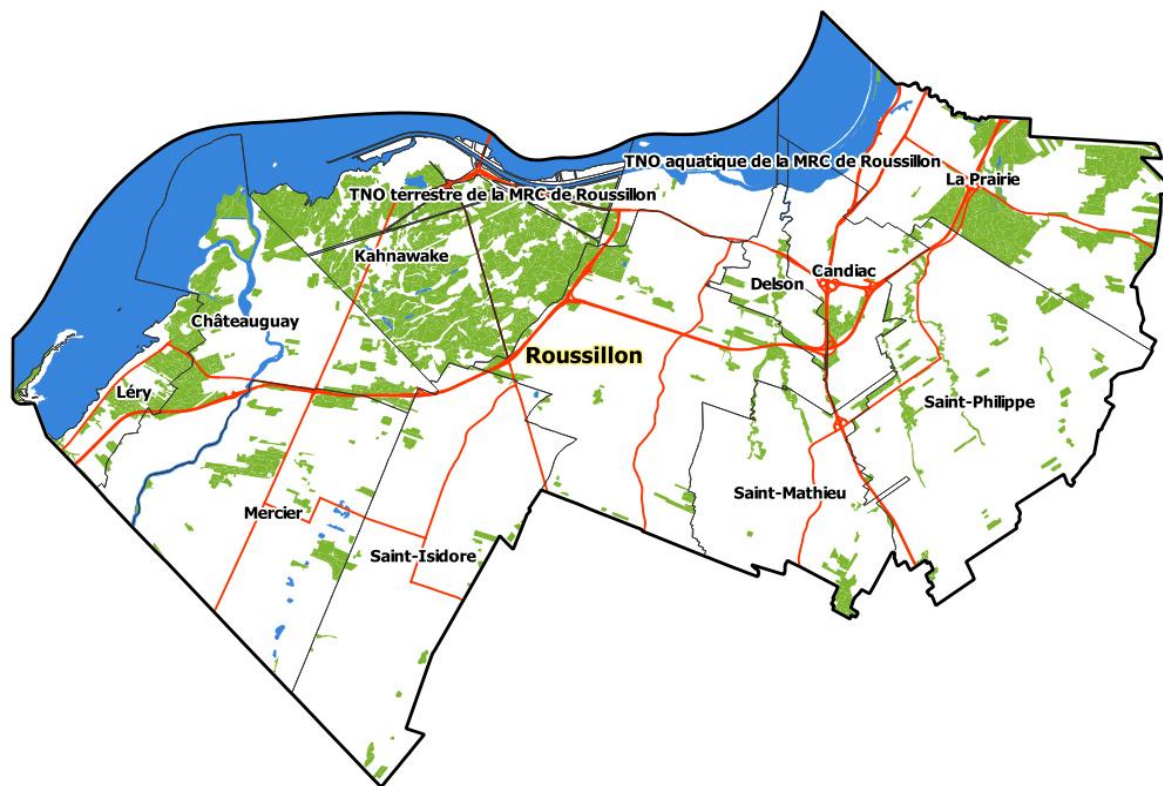 TNO aquatique de la MRC de Roussillon
La Prairie
TNO terrestre de la MRC de Roussillon
Kahnawake
Candiac
Delson
Châteauguay
Roussillon
Léry
Saint-Philippe
Saint-Mathieu
Mercier
Saint-Isidore